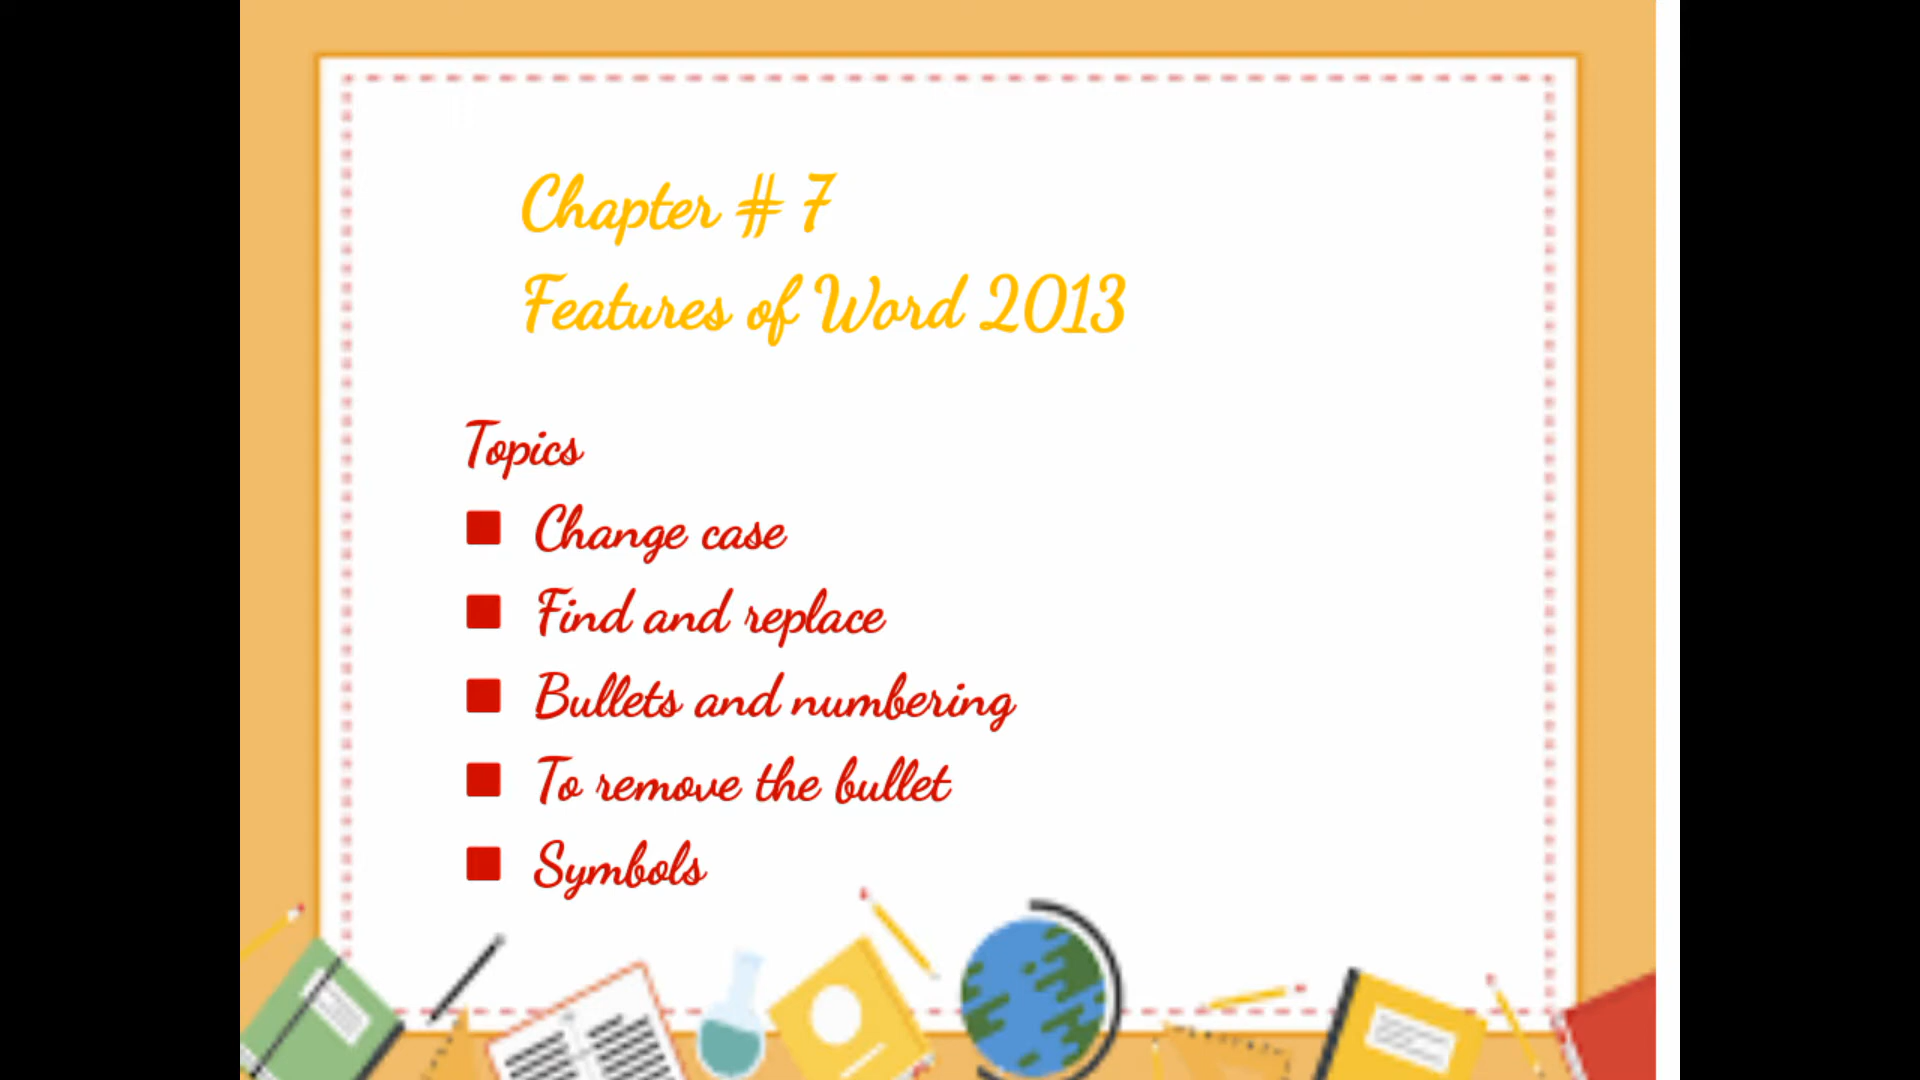 Chapter # 7
Features of Word 2013
Topics
Change case
Find and replace
Bullets and numbering
To remove the bullet
Symbols